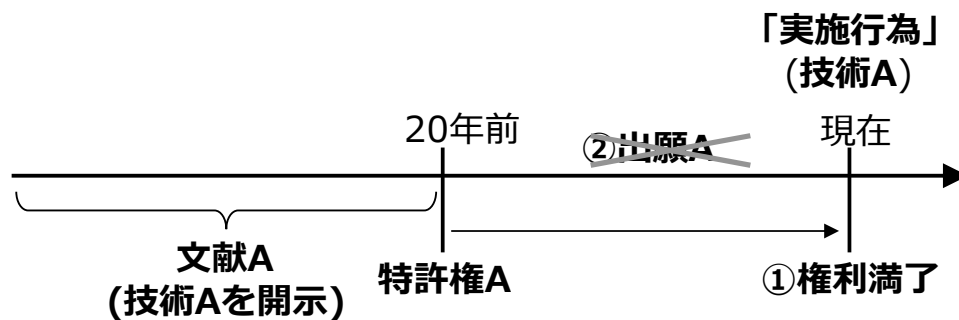 「実施行為」
(技術A)
20年前
②出願A
現在
文献A
(技術Aを開示)
特許権A
①権利満了